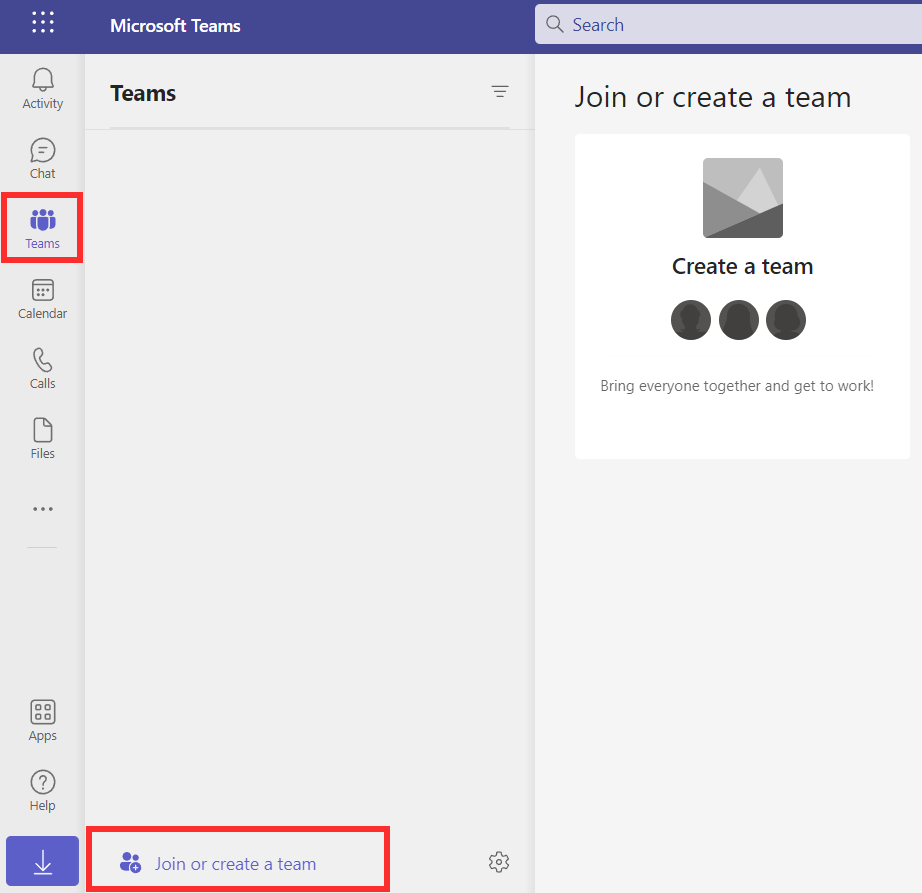 Microsoft Teams
Search
Activity
Chat
Teams
Calendar
Calls
Files
Apps
Help
Teams
Join or create a team
Join or create a team
Create a team
Bring everyone together and get to work!